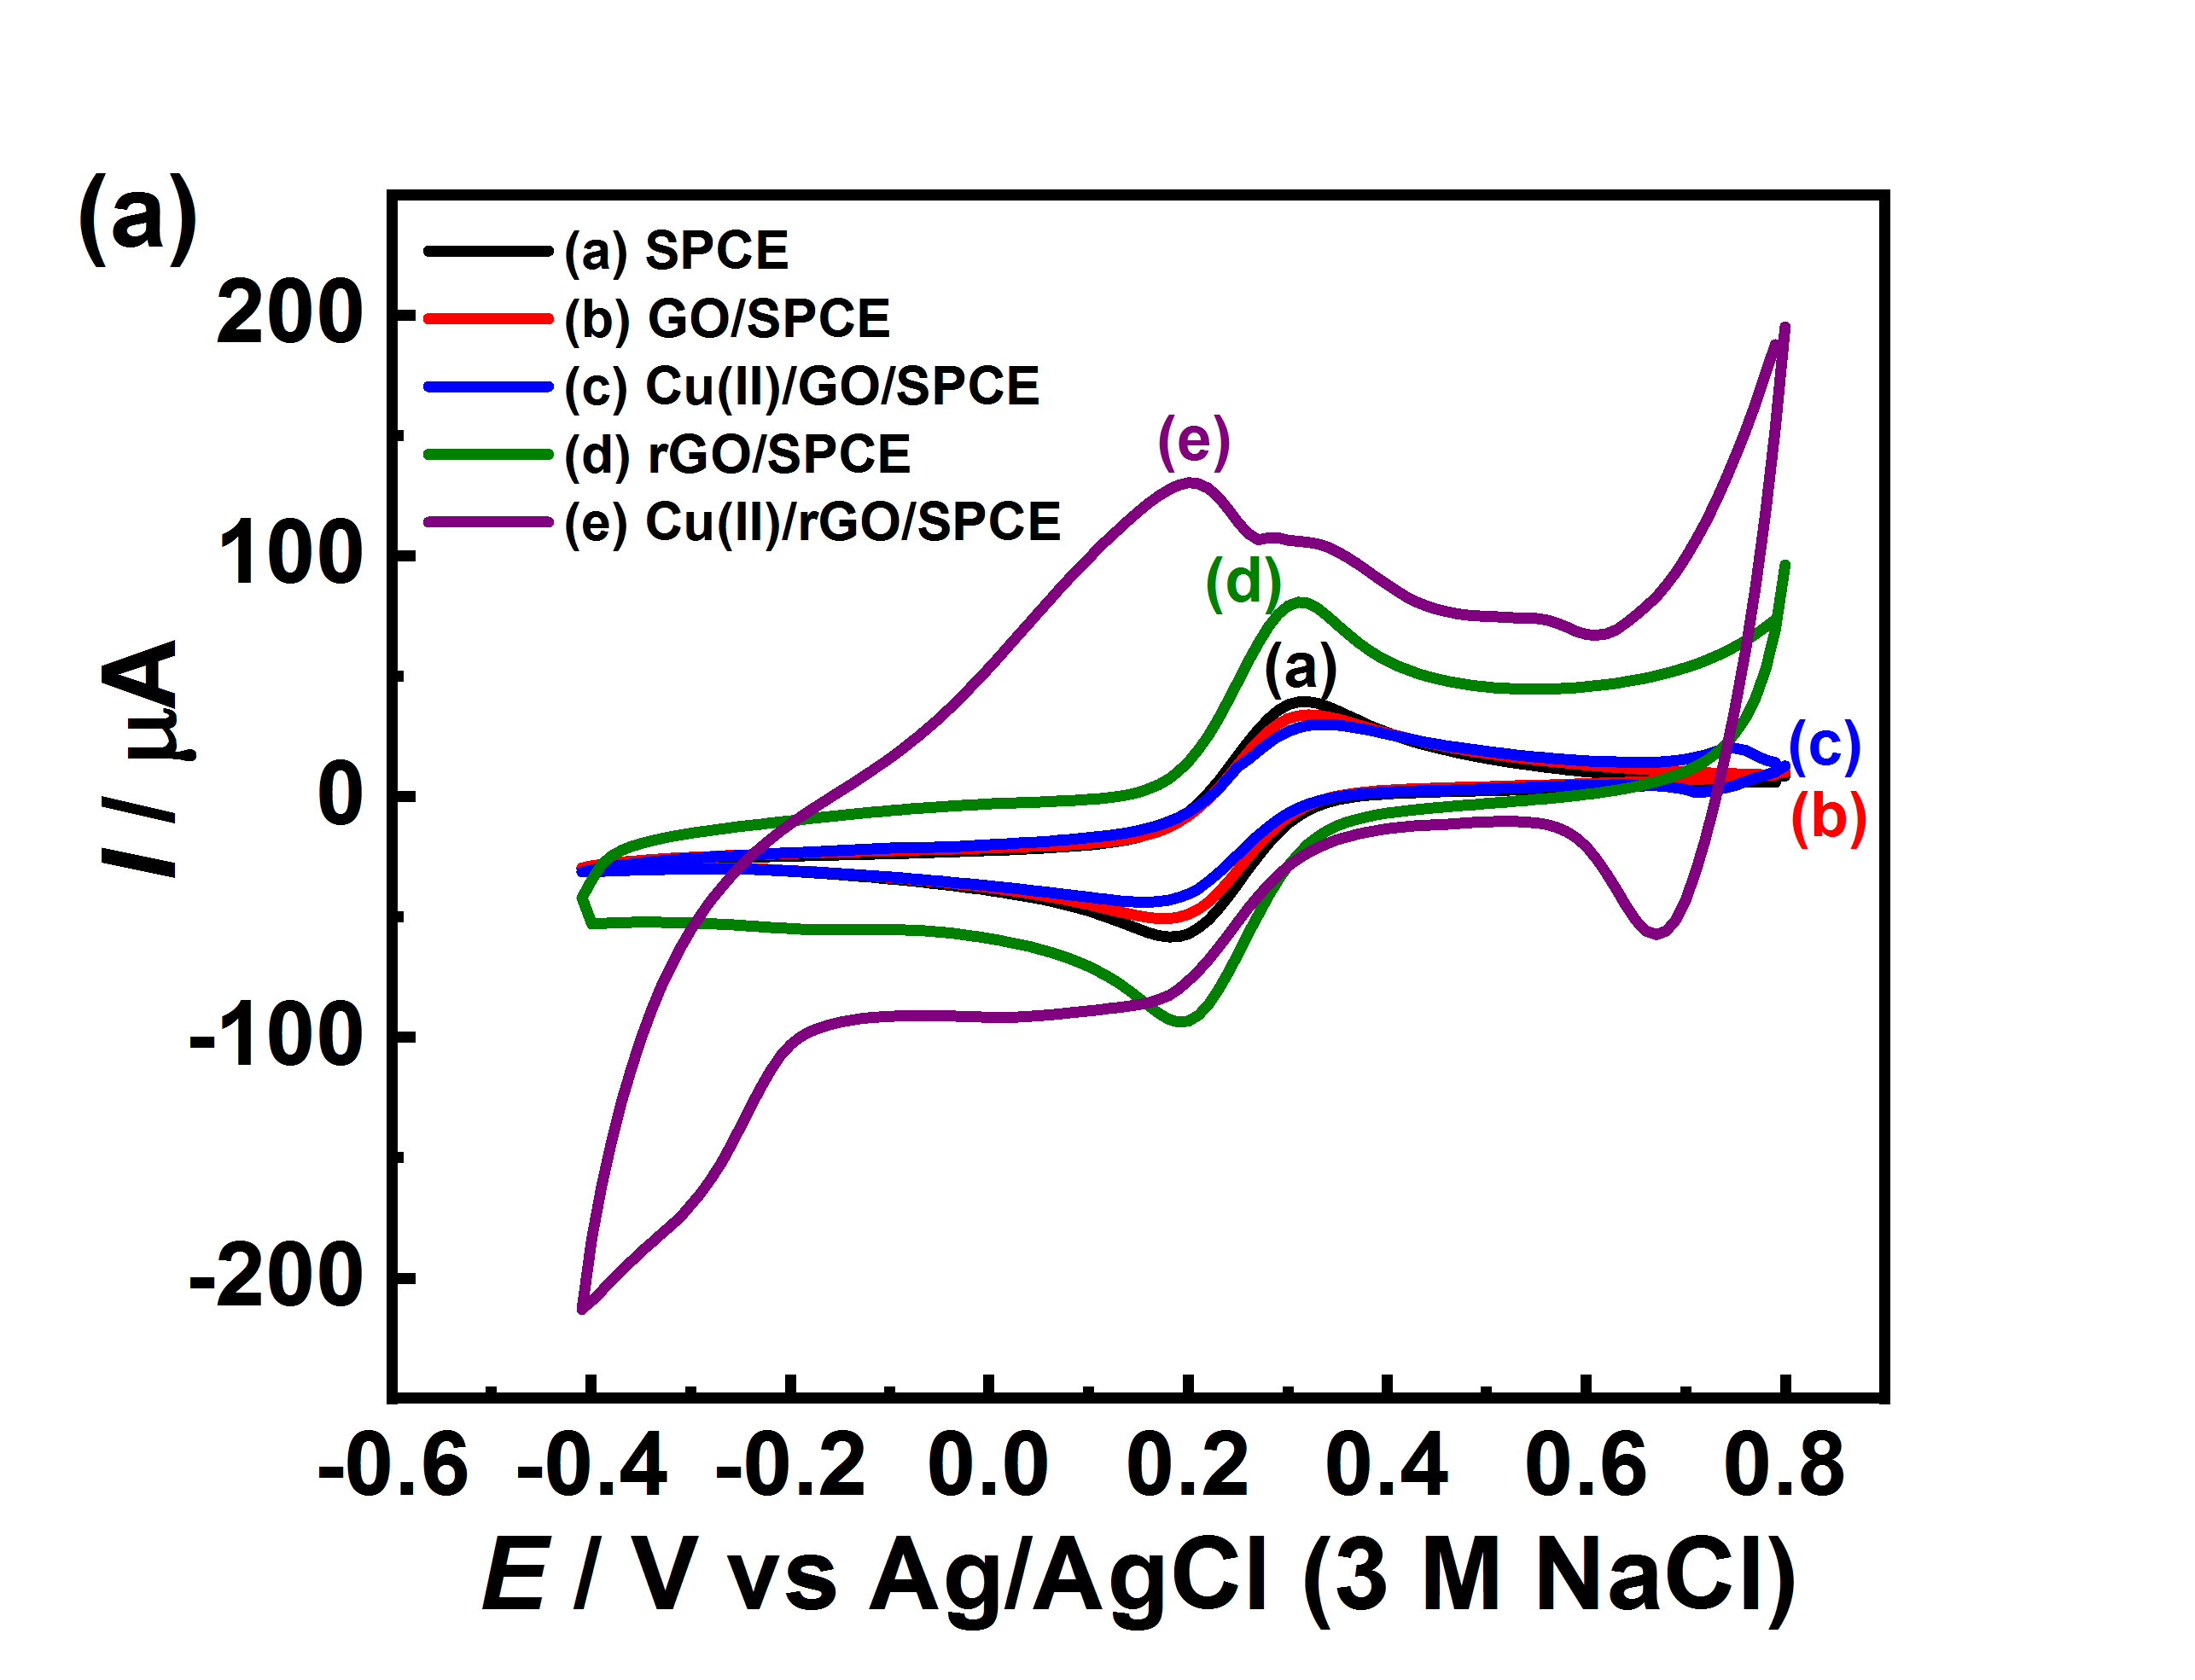 (a)
(a) SPCE
(b) GO/SPCE
(c) Cu(II)/GO/SPCE
(d) rGO/SPCE
(e) Cu(II)/rGO/SPCE
200
100
0
-100
-200
I / μA
(e)
(d)
(a)
(c)
(b)
-0.6 -0.4 -0.2 0.0 0.2 0.4 0.6 0.8
E / V vs Ag/AgCl (3 M NaCl)